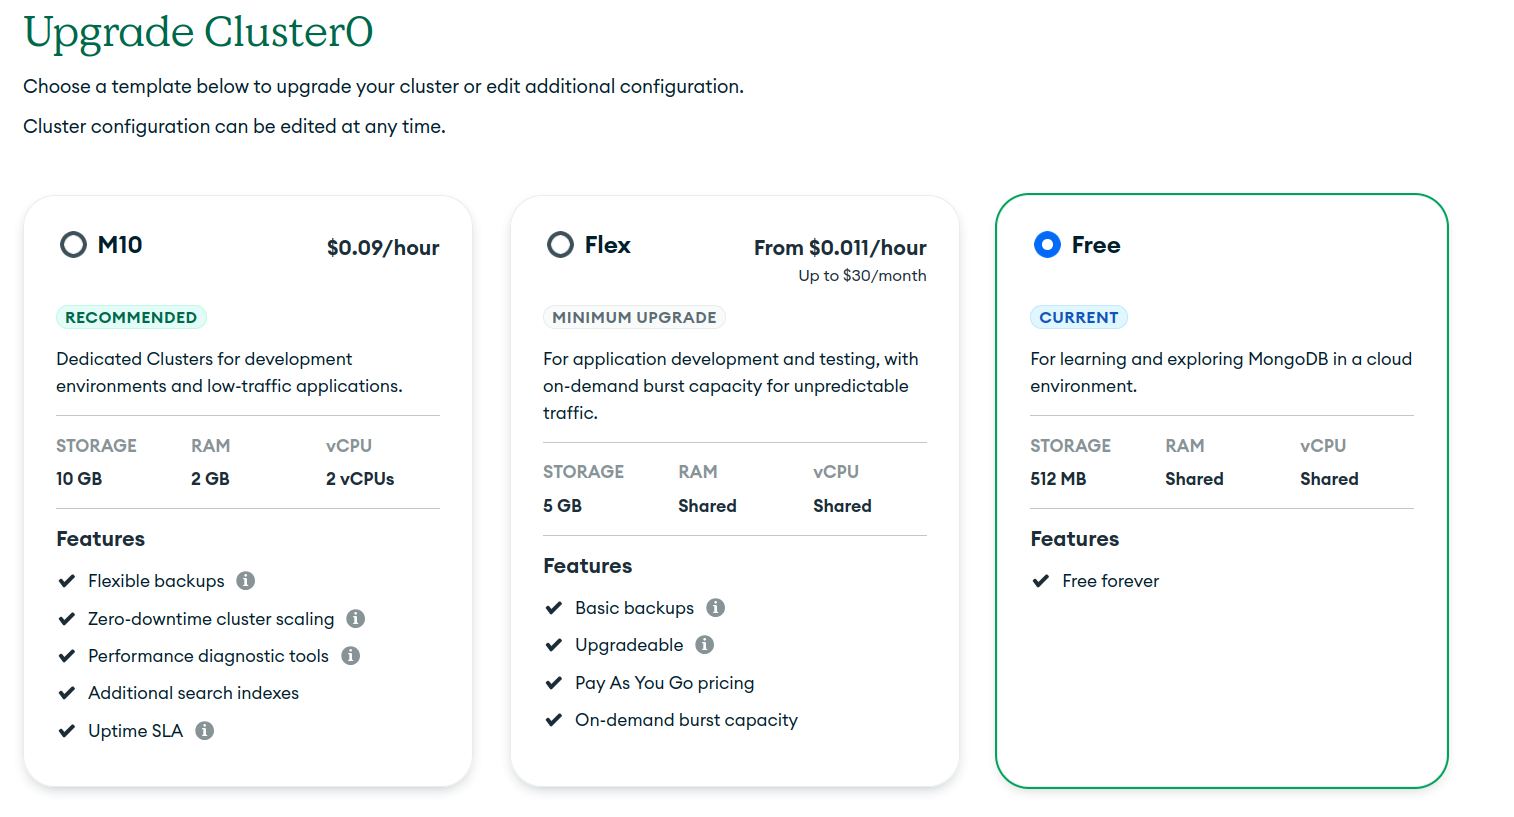 Upgrade Cluster0
Choose a template below to upgrade your cluster or edit additional configuration.
Cluster configuration can be edited at any time.
M10
$0.09/hour
RECOMMENDED
Dedicated Clusters for development
environments and low-traffic applications.
STORAGE RAM vCPU
10 GB 2 GB 2 vCPUs
Features
Flexible backups
Zero-downtime cluster scaling
Performance diagnostic tools
Additional search indexes
Uptime SLA
Flex
From $0.011/hour
Up to $30/month
MINIMUM UPGRADE
For application development and testing, with
on-demand burst capacity for unpredictable
traffic.
STORAGE RAM vCPU
5 GB Shared Shared
Features
Basic backups
Upgradeable
Pay As You Go pricing
On-demand burst capacity
Free
CURRENT
For learning and exploring MongoDB in a cloud
environment.
STORAGE RAM vCPU
512 MB Shared Shared
Features
Free forever